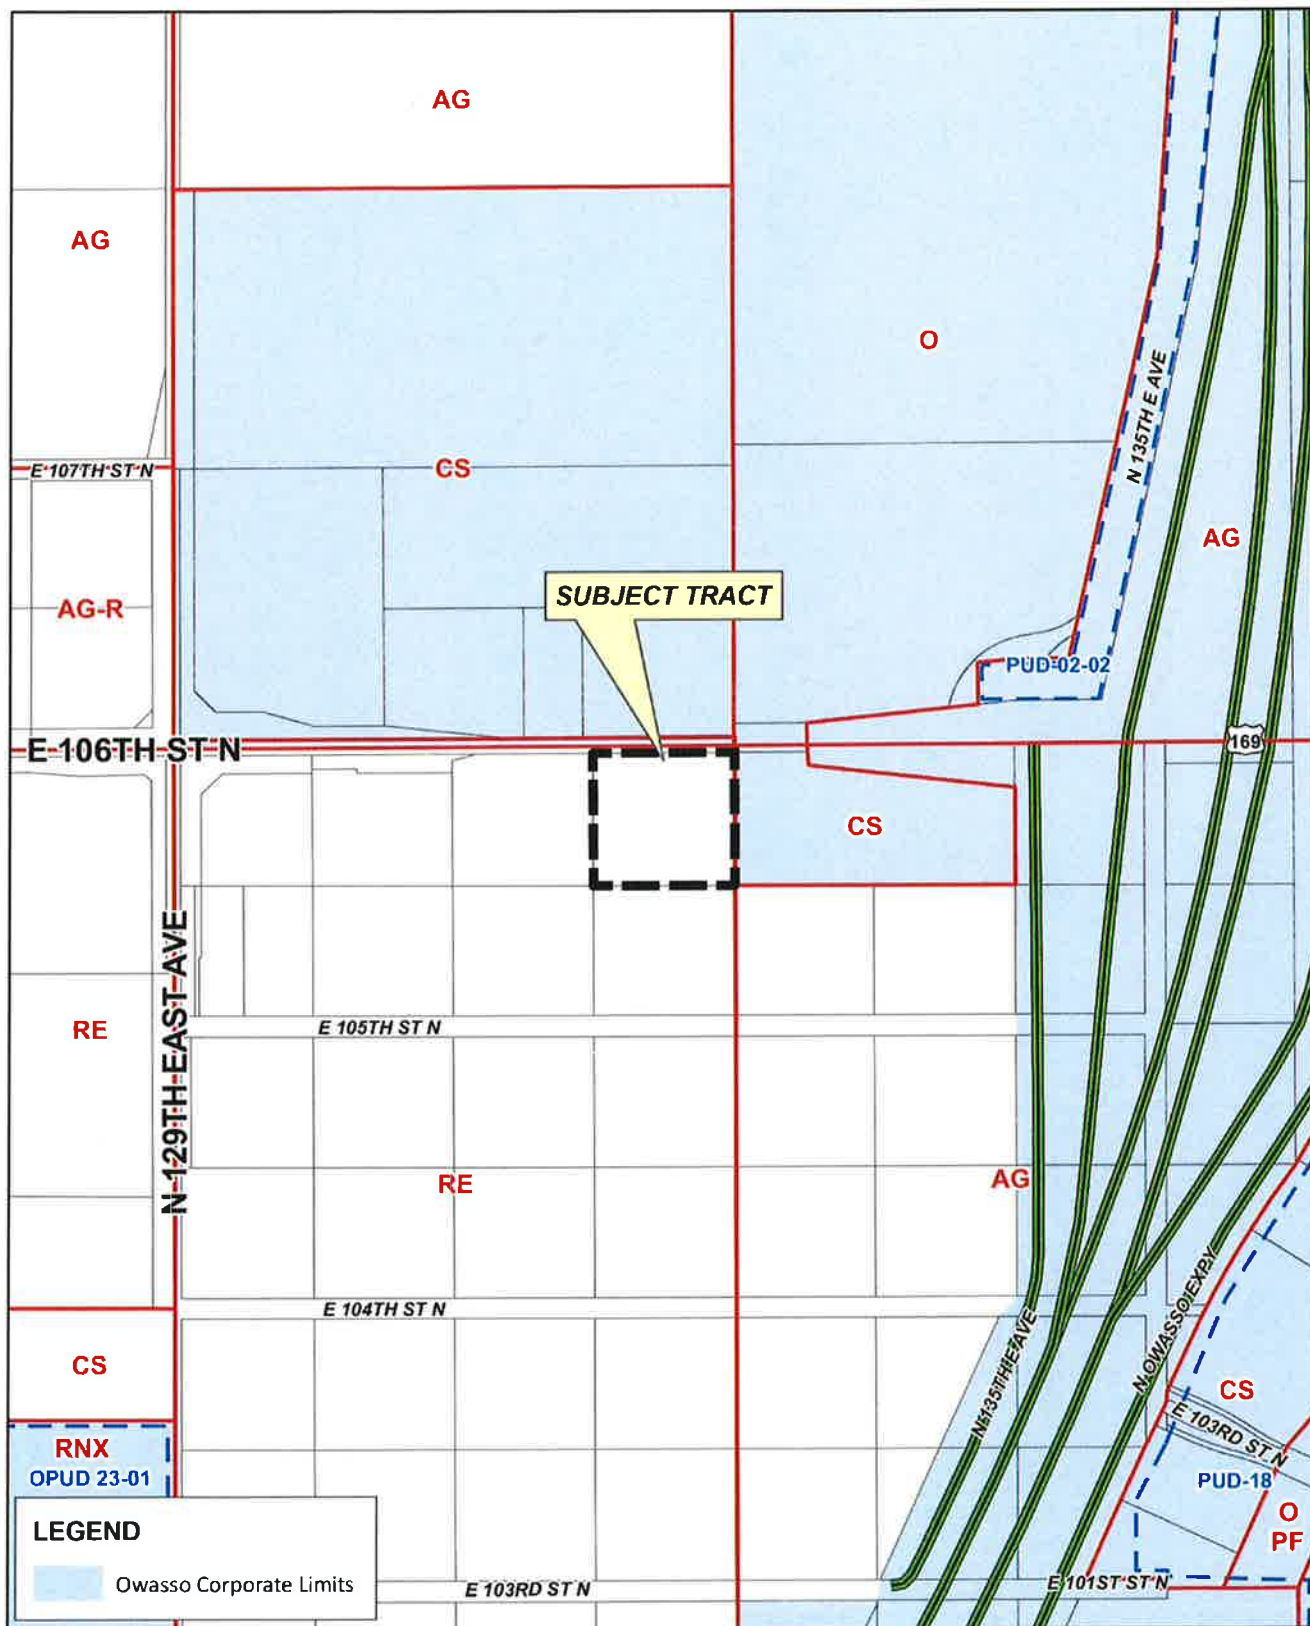 AG
AG
O
N 135TH E AVE
E 107TH ST N
CS
AG
SUBJECT TRACT
AG-R
PUD-02-02
E 106TH ST N
169
CS
N 129TH EAST AVE
RE
E 105TH ST N
RE
AG
E 104TH ST N
N 135TH E AVE
N OWASSO EXPY
CS
CS
E 103RD ST N
RNX
OPUD 23-01
PUD-18
O
PF
LEGEND
Owasso Corporate Limits
E 103RD ST N
E 101ST ST N